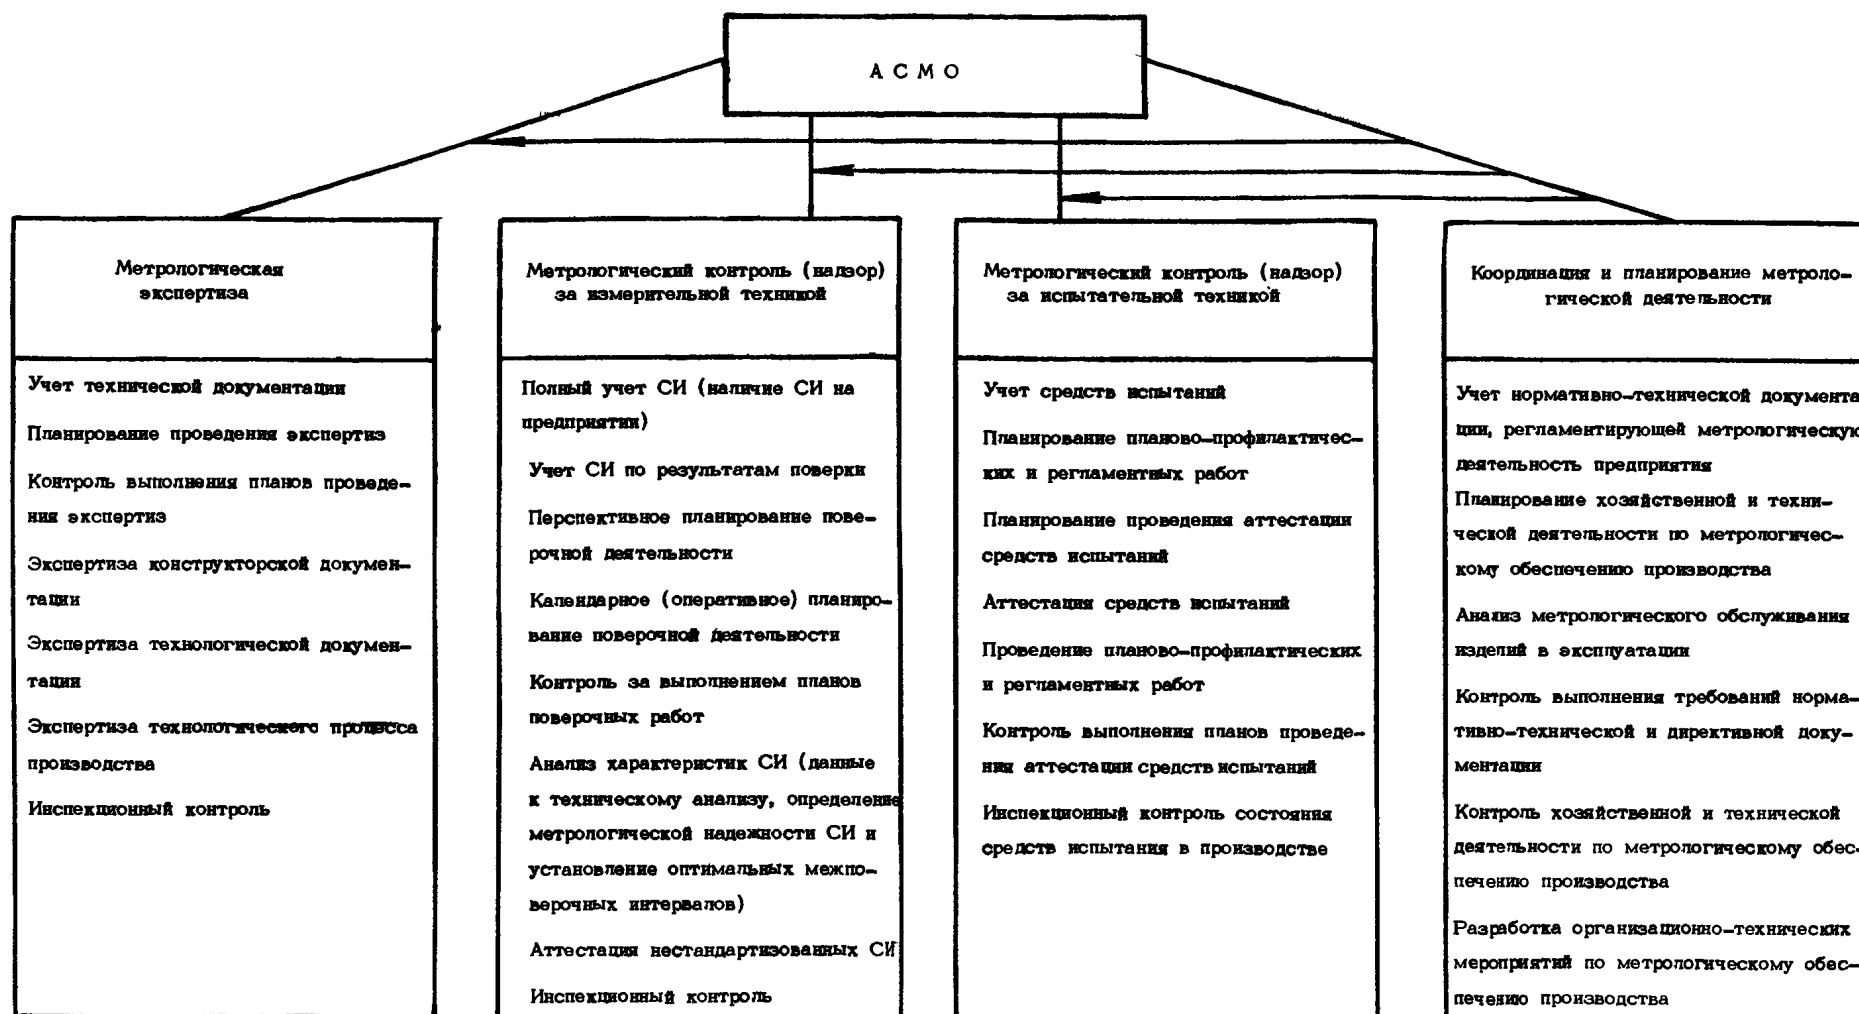 А С М О
Метрологическая
экспертиза
Учет технической документации
Планирование проведения экспертиз
Контроль выполнения планов проведе-
ния экспертиз
Экспертиза конструкторской докумен-
тации
Экспертиза технологической докумен-
тации
Экспертиза технологического процесса
производства
Инспекционный контроль
Метрологический контроль (надзор)
за измерительной техникой
Полный учет СИ (наличие СИ на
предприятии)
Учет СИ по результатам поверки
Перспективное планирование пове-
рочной деятельности
Календарное (оперативное) планиро-
вание поверочной деятельности
Контроль за выполнением планов
поверочных работ
Анализ характеристик СИ (данные
к техническому анализу, определение
метрологической надежности СИ и
установление оптимальных межпо-
верочных интервалов)
Аттестация нестандартизованных СИ
Инспекционный контроль
Метрологический контроль (надзор)
за испытательной техникой
Учет средств испытаний
Планирование планово-профилактичес-
ких и регламентных работ
Планирование проведения аттестации
средств испытаний
Аттестация средств испытаний
Проведение планово-профилактических
и регламентных работ
Контроль выполнения планов проведе-
ния аттестации средств испытаний
Инспекционный контроль состояния
средств испытания в производстве
Координация и планирование метроло-
гической деятельности
Учет нормативно-технической документа
ции, регламентирующей метрологическую
деятельность предприятия
Планирование хозяйственной и техни-
ческой деятельности по метрологичес-
кому обеспечению производства
Анализ метрологического обслуживания
изделий в эксплуатации
Контроль выполнения требований норма-
тивно-технической и директивной доку-
ментации
Контроль хозяйственной и технической
деятельности по метрологическому обес-
печению производства
Разработка организационно-технических
мероприятий по метрологическому обес-
печению производства